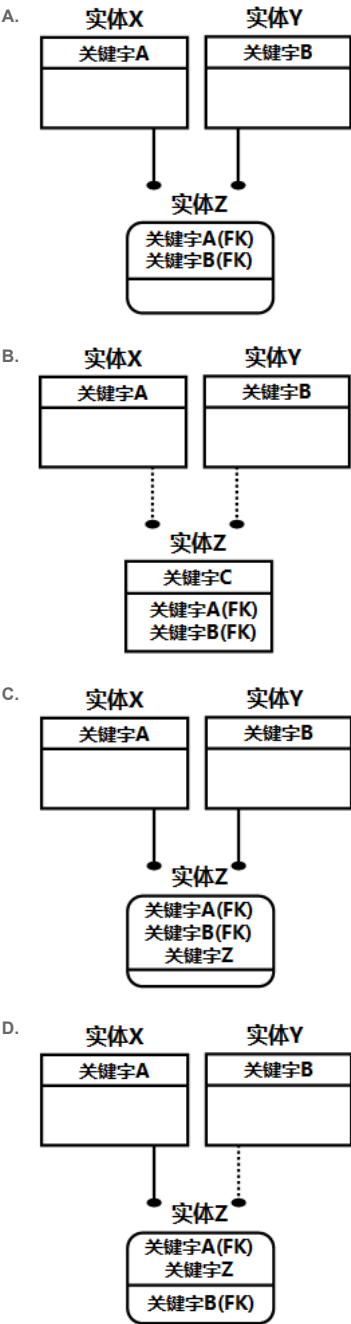 A.
实体X 实体Y
关键字A 关键字B
实体Z
关键字A(FK)
关键字B(FK)
B.
实体X 实体Y
关键字A 关键字B
实体Z
关键字C
关键字A(FK)
关键字B(FK)
C.
实体X 实体Y
关键字A 关键字B
实体Z
关键字A(FK)
关键字B(FK)
关键字Z
D.
实体X 实体Y
关键字A 关键字B
实体Z
关键字A(FK)
关键字Z
关键字B(FK)